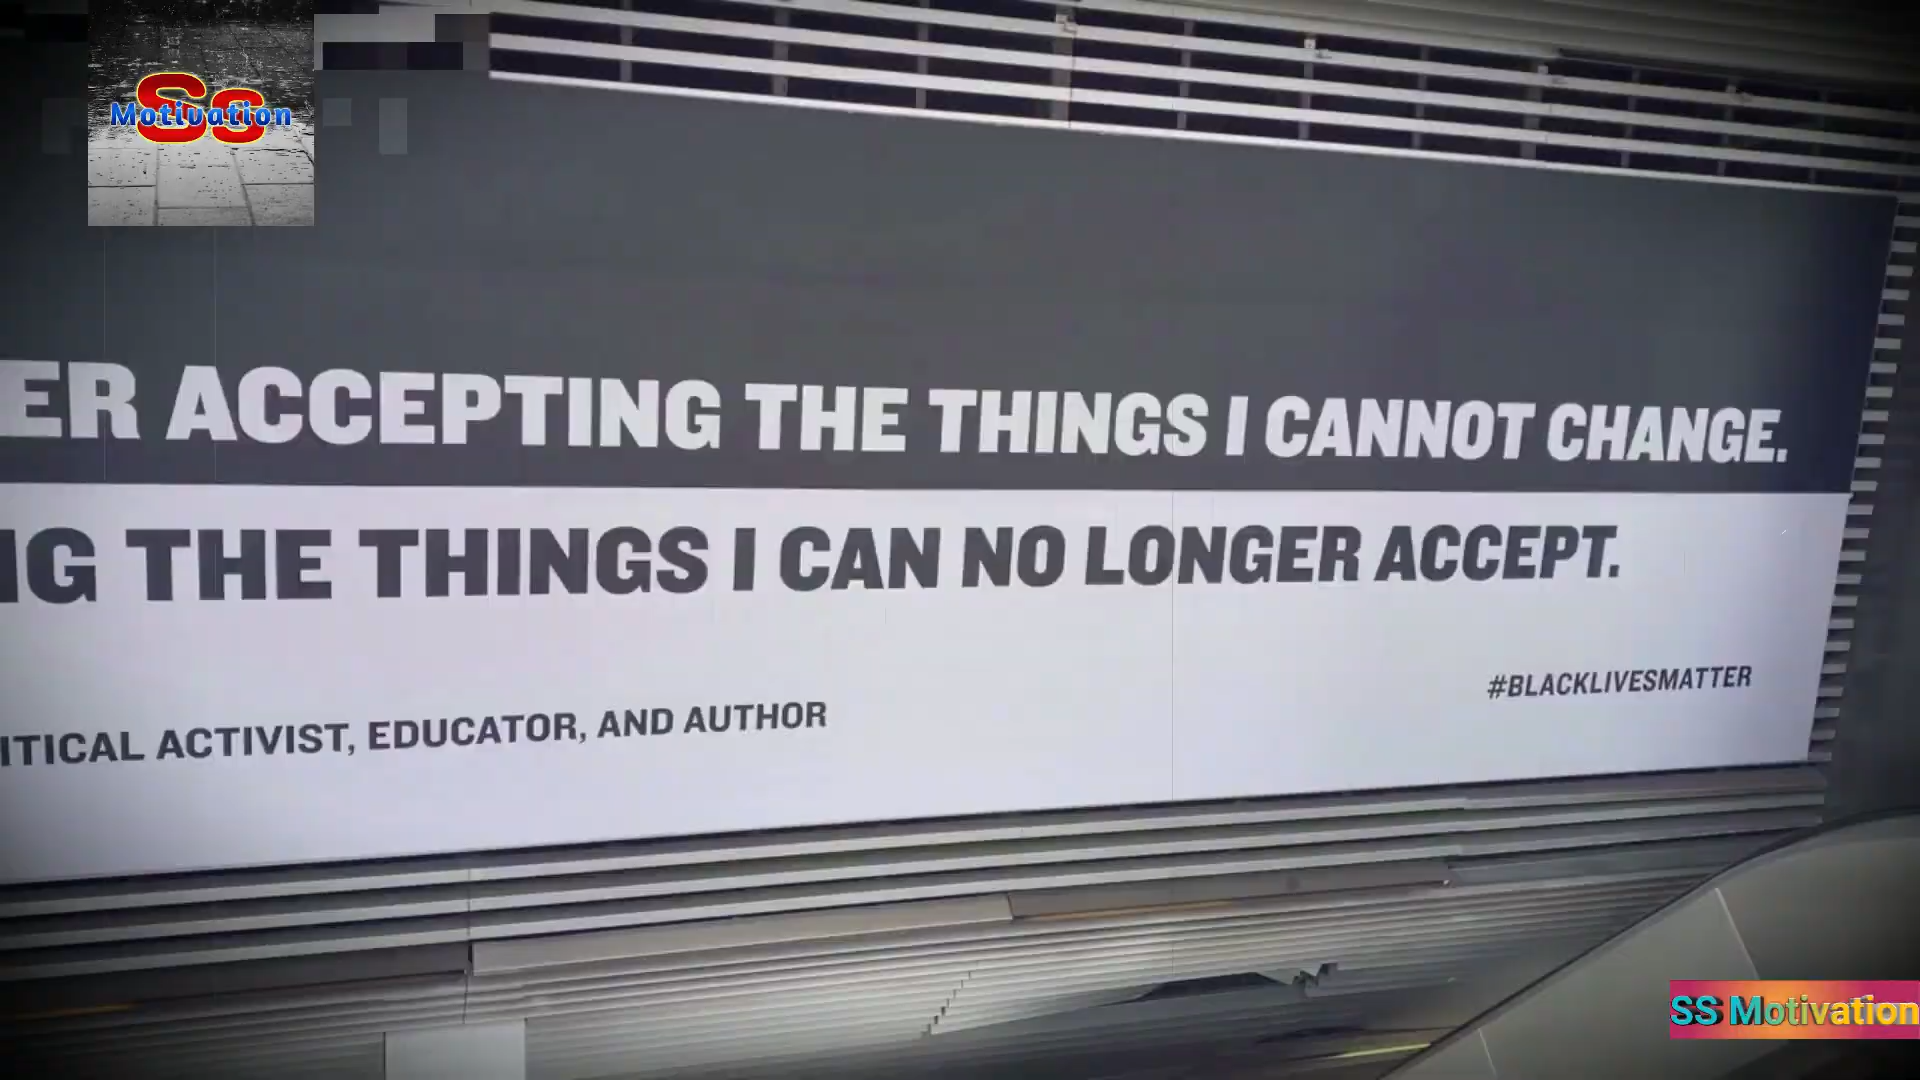 Ss
Motivation
ER ACCEPTING THE THINGS I CANNOT CHANGE.
NG THE THINGS I CAN NO LONGER ACCEPT.
ITICAL ACTIVIST, EDUCATOR, AND AUTHOR
#BLACKLIVESMATTER
SS Motivation